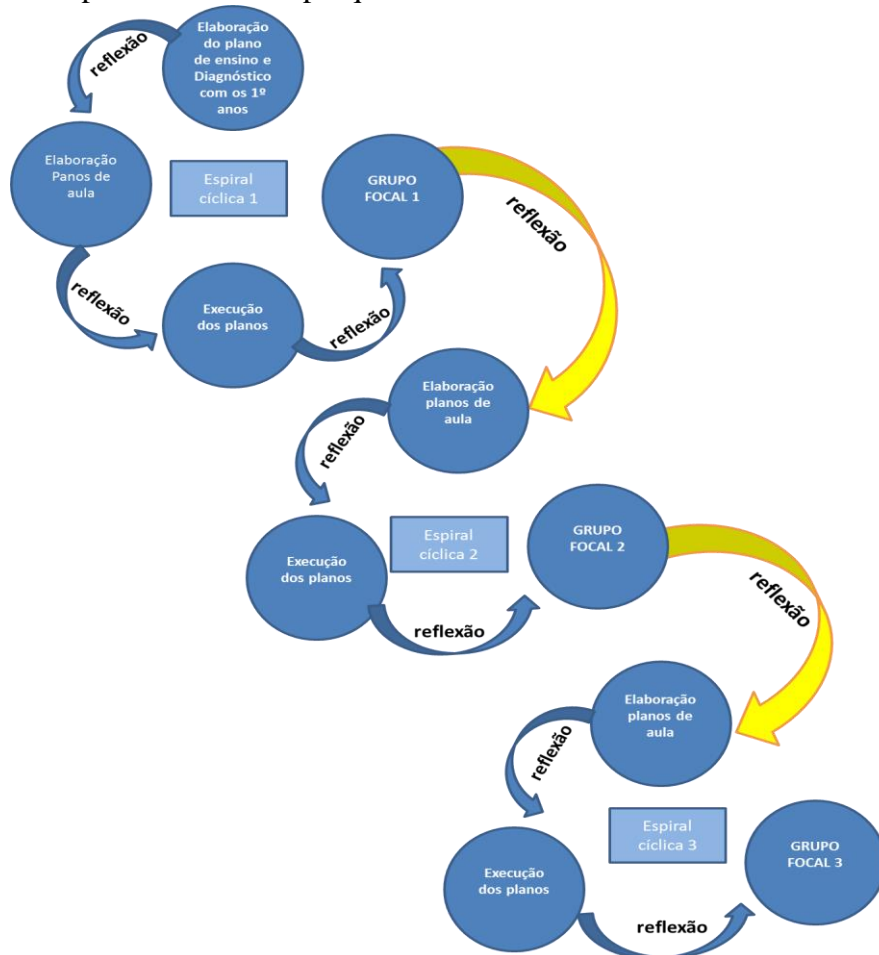 Elaboração
do plano
de ensino e
Diagnóstico
com os 1º
anos
reflexão
Elaboração
Panos de
aula
Espiral
cíclica 1
GRUPO
FOCAL 1
reflexão
reflexão
Execução
dos planos
reflexão
Elaboração
planos de
aula
reflexão
Espiral
cíclica 2
GRUPO
FOCAL 2
Execução
dos planos
reflexão
reflexão
Elaboração
planos de
aula
reflexão
Espiral
cíclica 3
GRUPO
FOCAL 3
Execução
dos planos
reflexão